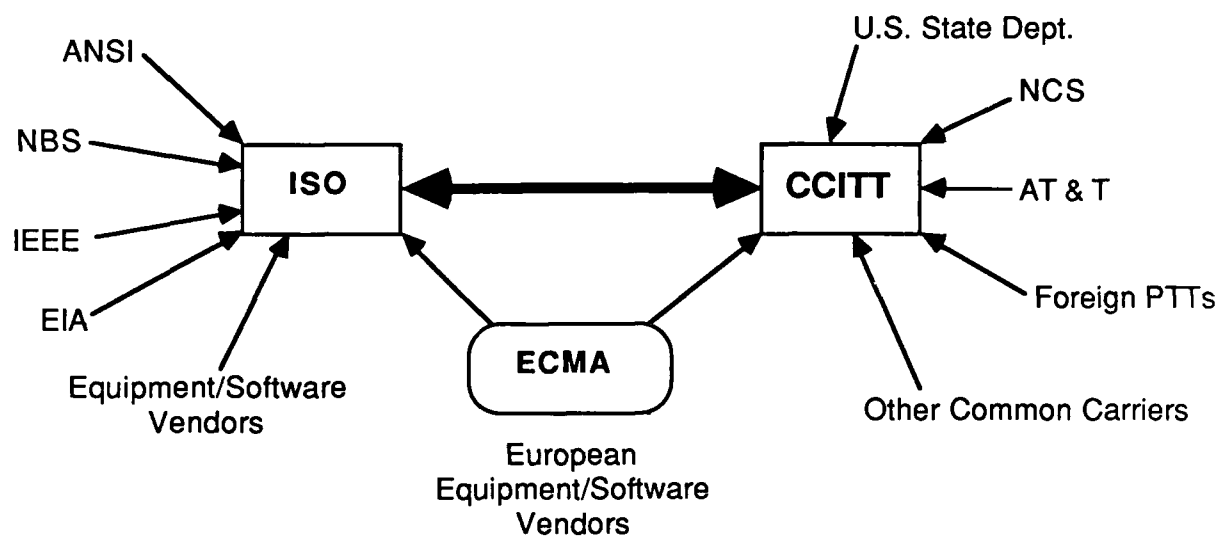 ANSI
NBS
IEEE
EIA
Equipment/Software
Vendors
ISO
ECMA
European
Equipment/Software
Vendors
CCITT
U.S. State Dept.
NCS
AT & T
Foreign PTTs
Other Common Carriers